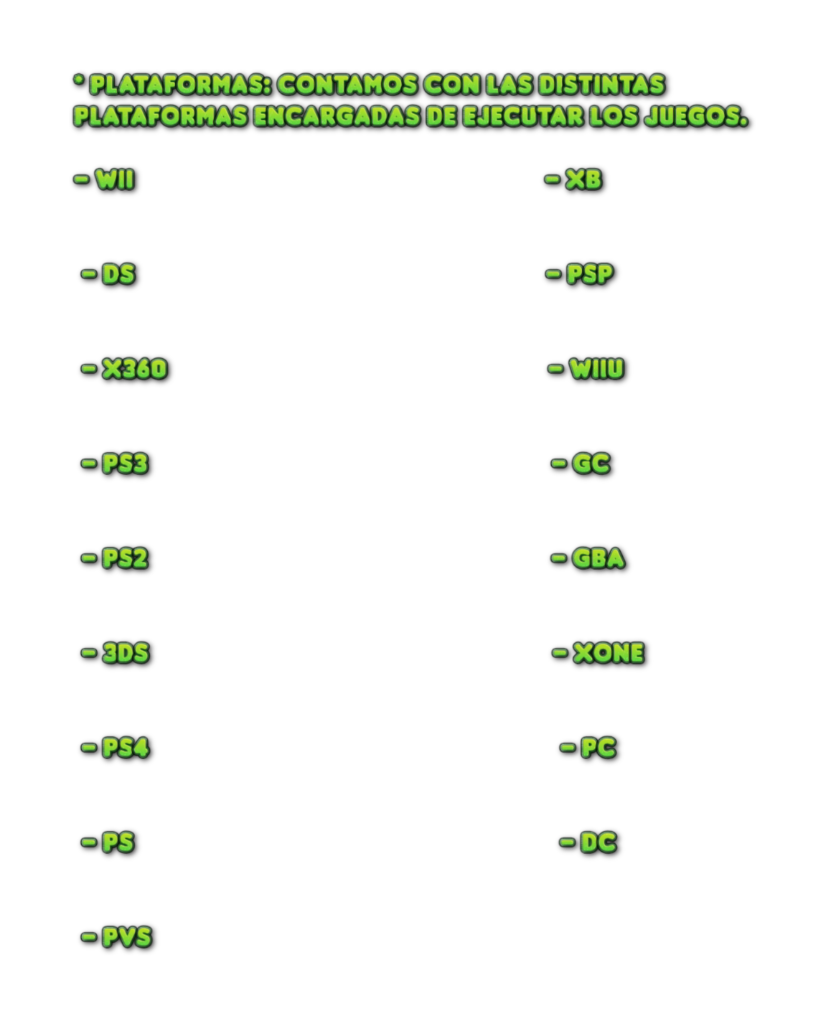 * PLATAFORMAS: CONTAMOS CON LAS DISTINTAS
PLATAFORMAS ENCARGADAS DE EJECUTAR LOS JUEGOS.
- WII
- DS
- X360
- PS3
- PS2
- 3DS
- PS4
- PS
- PVS
- XB
- PSP
- WIIU
- GC
- GBA
- XONE
- PC
- DC